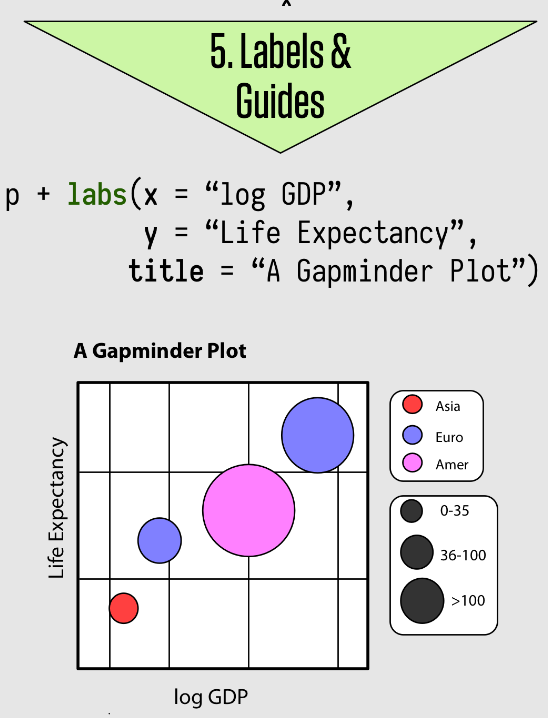 x
5. Labels &
Guides
p + labs(x = “log GDP”,
y = “Life Expectancy”,
title = “A Gapminder Plot”)
A Gapminder Plot
Life Expectancy
log GDP
Asia
Euro
Amer
0-35
36-100
>100